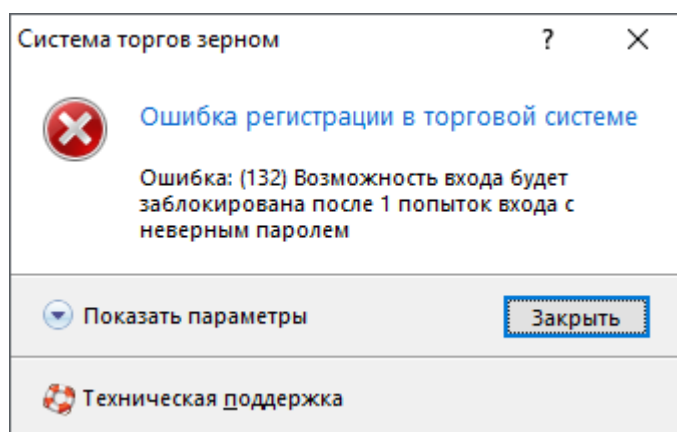 Система торгов зерном
?
Ошибка регистрации в торговой системе
Ошибка: (132) Возможность входа будет
заблокирована после 1 попыток входа с
неверным паролем
Показать параметры
Закрыть
Техническая поддержка